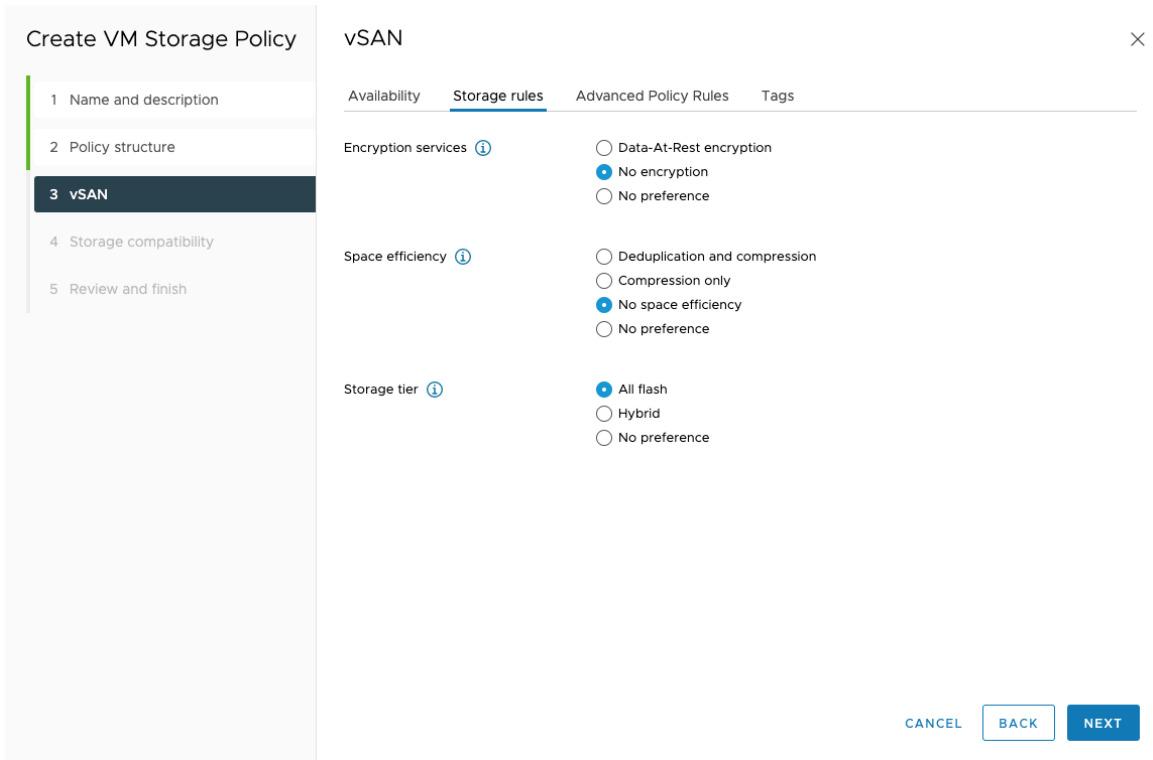 Create VM Storage Policy
1 Name and description
2 Policy structure
3 vSAN
4 Storage compatibility
5 Review and finish
vSAN
Availability Storage rules Advanced Policy Rules Tags
Encryption services
Data-At-Rest encryption
No encryption
No preference
Space efficiency
Deduplication and compression
Compression only
No space efficiency
No preference
Storage tier
All flash
Hybrid
No preference
CANCEL BACK NEXT